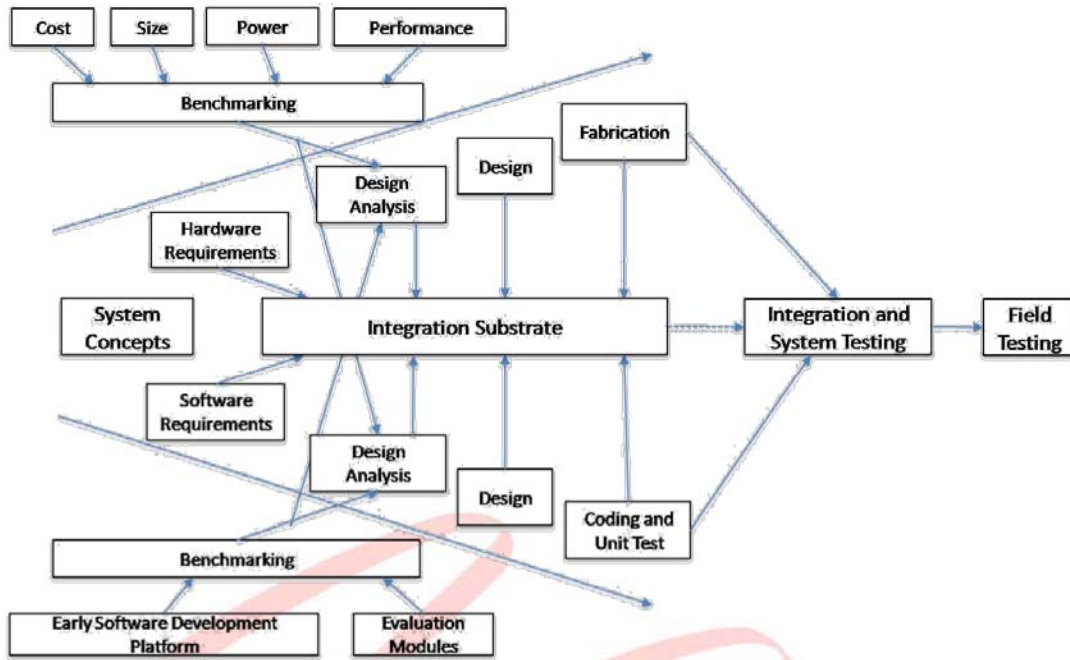 Cost
Size
Power
Performance
Benchmarking
Fabrication
Design
Design
Analysis
Hardware
Requirements
System
Concepts
Integration Substrate
Integration and
System Testing
Field
Testing
Software
Requirements
Design
Analysis
Design
Coding and
Unit Test
Benchmarking
Early Software Development
Platform
Evaluation
Modules